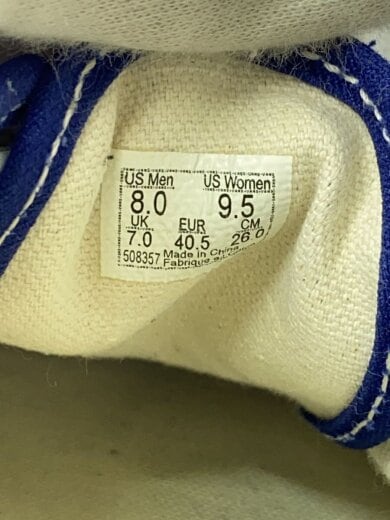 US Men US Women
8.0 9.5
UK EUR CM
7.0 40.5 26.0
508357 Made in China
Fabrique